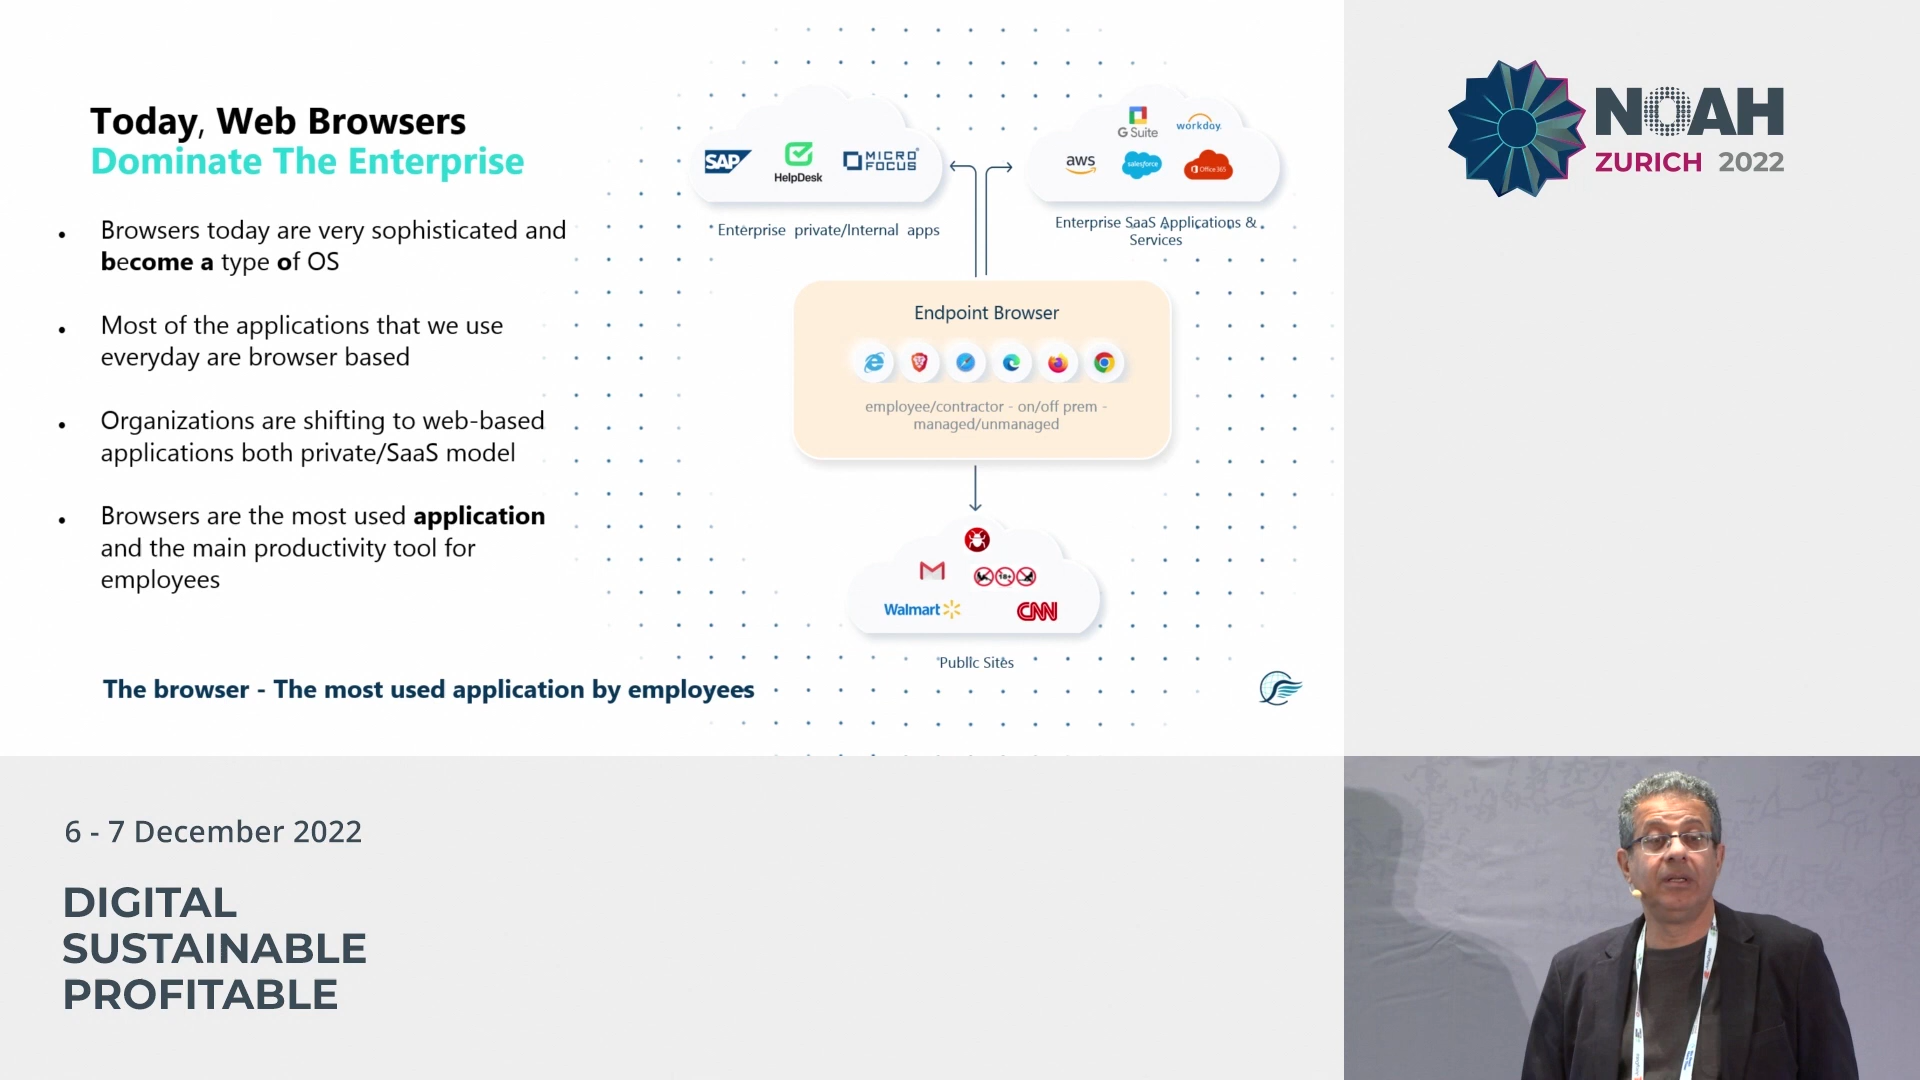 Today, Web Browsers
Dominate The Enterprise
Browsers today are very sophisticated and
become a type of OS
Most of the applications that we use
everyday are browser based
Organizations are shifting to web-based
applications both private/SaaS model
Browsers are the most used application
and the main productivity tool for
employees
The browser - The most used application by employees
SAP
HelpDesk
MICRO
FOCUS
Enterprise private/Internal apps
G Suite
workday.
aws
salesforce
Office 365
Enterprise SaaS Applications &
Services
Endpoint Browser
employee/contractor - on/off prem -
managed/unmanaged
Walmart
CNN
Public Sites
NOAH
ZURICH 2022
6 - 7 December 2022
DIGITAL
SUSTAINABLE
PROFITABLE